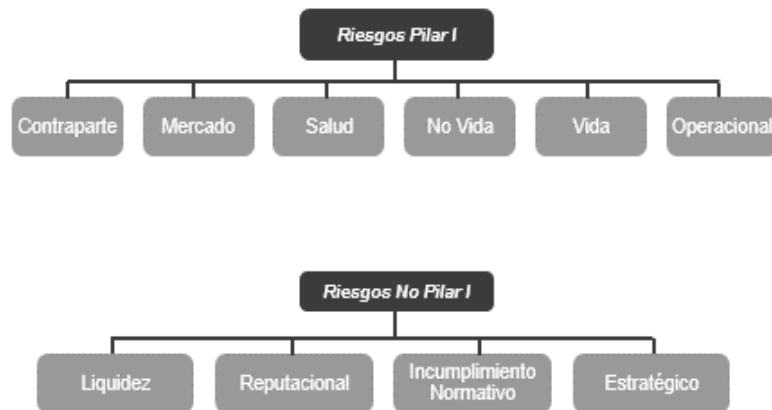 Riesgos Pilar I
Contraparte
Mercado
Salud
No Vida
Vida
Operacional
Riesgos No Pilar I
Liquidez
Reputacional
Incumplimiento
Normativo
Estratégico